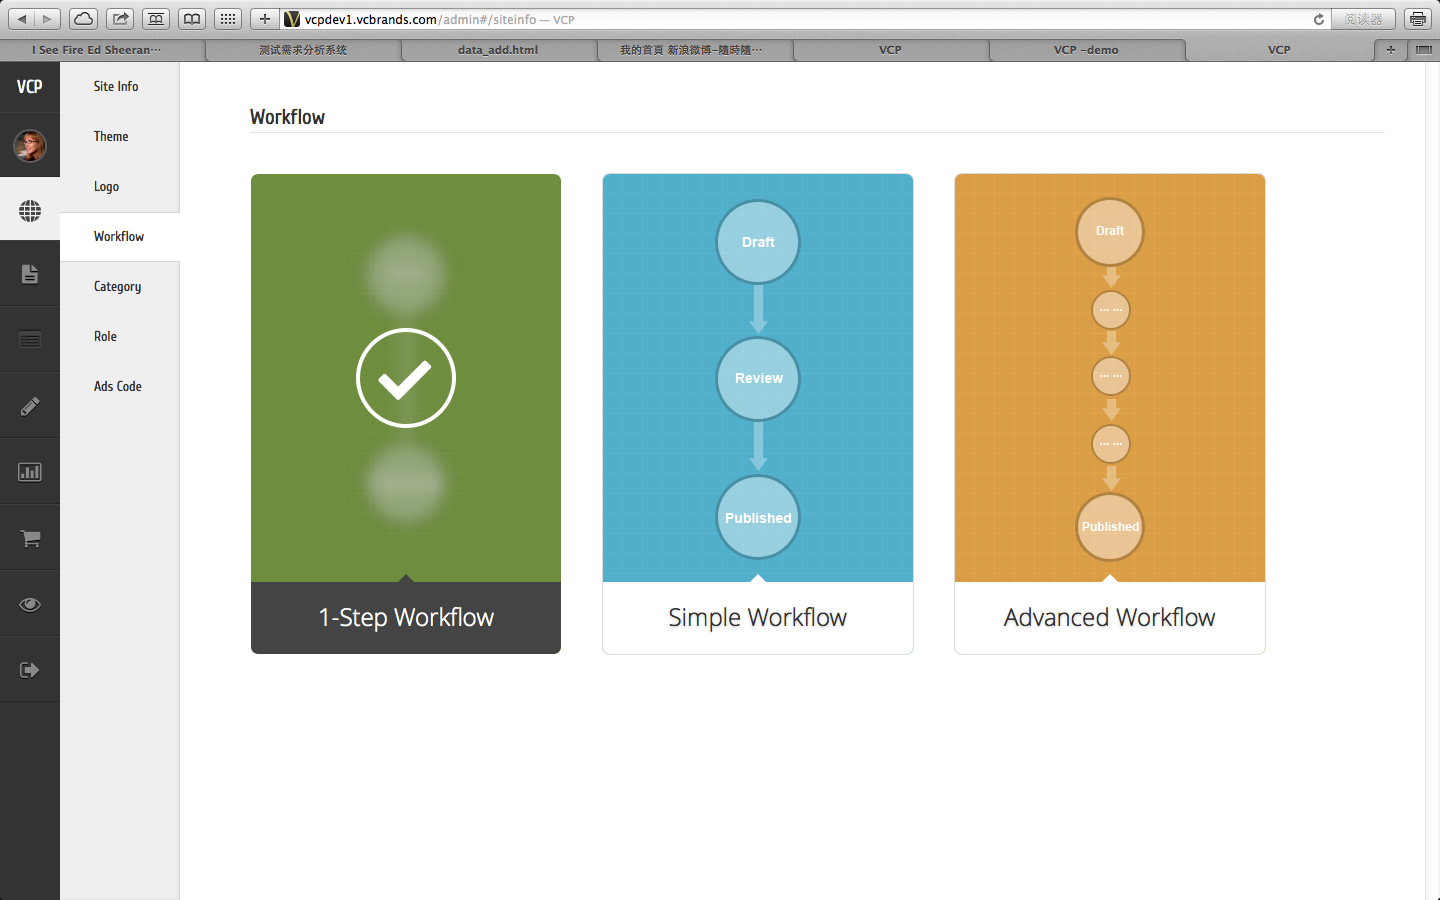 vcpdev1.vcbrands.com/admin#/siteinfo — VCP
阅读器
I See Fire Ed Sheeran…
测试需求分析系统
data_add.html
我的首頁 新浪微博-随時随…
VCP
VCP -demo
VCP
VCP
Site Info
Theme
Logo
Workflow
Category
Role
Ads Code
Workflow
1-Step Workflow
Draft
Review
Published
Simple Workflow
Draft
... ...
... ...
... ...
Published
Advanced Workflow